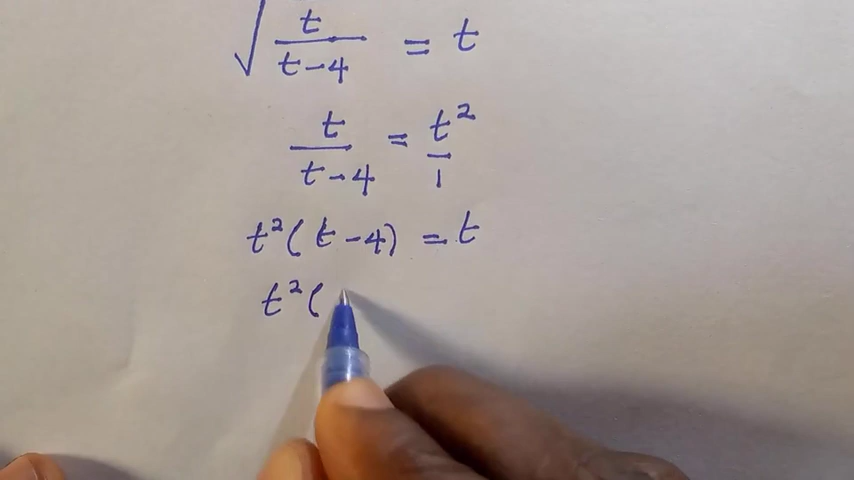 √t/(t-4) = t
t/(t-4) = t²/1
t²(t-4) = t
t²(